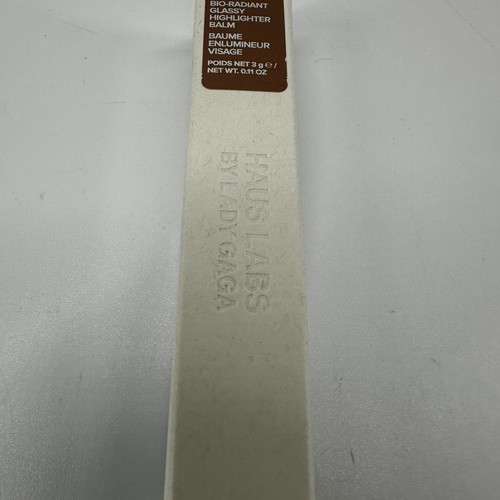 BIO-RADIANT
GLASSY
HIGHLIGHTER
BALM
BAUME
ENLUMINEUR
VISAGE
POIDS NET 3 g ℮ /
NET WT. 0.11 OZ
HAUS LABS
BY LADY GAGA